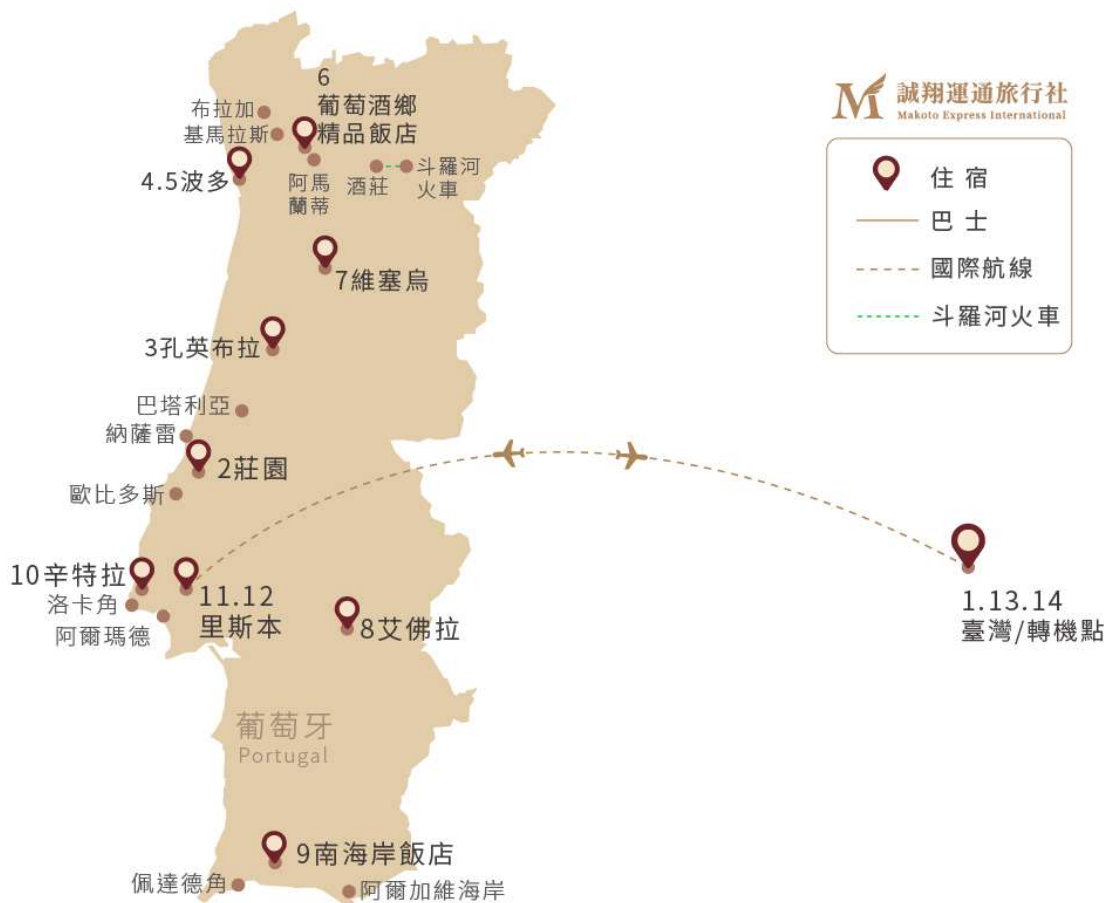 6
葡萄酒鄉
精品飯店
布拉加
基馬拉斯
4.5波多
阿馬
蘭蒂
酒莊
斗羅河
火車
7維塞烏
3孔英布拉
巴塔利亞
納薩雷
2莊園
歐比多斯
10辛特拉
洛卡角
阿爾瑪德
11.12
里斯本
8艾佛拉
葡萄牙
Portugal
9南海岸飯店
佩達德角
阿爾加維海岸
M 誠翔運通旅行社
Makoto Express International
住宿
巴士
國際航線
斗羅河火車
1.13.14
臺灣/轉機點